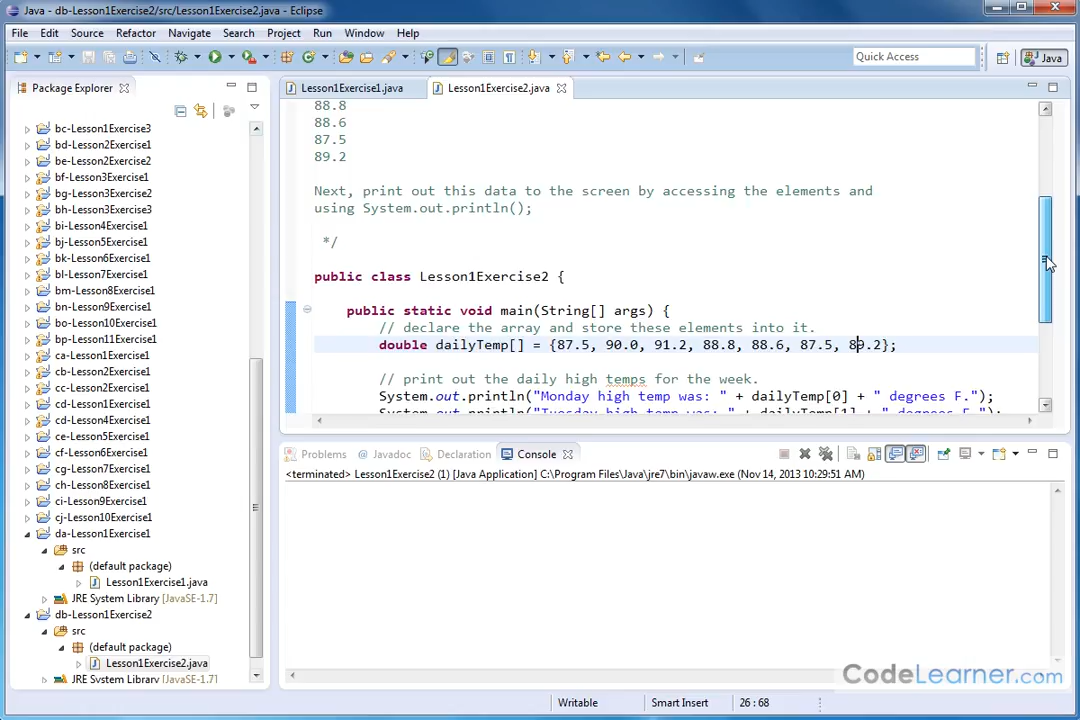 Java - db-Lesson1Exercise2/src/Lesson1Exercise2.java - Eclipse
File Edit Source Refactor Navigate Search Project Run Window Help
Quick Access
Java
Package Explorer
bc-Lesson1Exercise3
bd-Lesson2Exercise1
be-Lesson2Exercise2
bf-Lesson3Exercise1
bg-Lesson3Exercise2
bh-Lesson3Exercise3
bi-Lesson4Exercise1
bj-Lesson5Exercise1
bk-Lesson6Exercise1
bl-Lesson7Exercise1
bm-Lesson8Exercise1
bn-Lesson9Exercise1
bo-Lesson10Exercise1
bp-Lesson11Exercise1
ca-Lesson1Exercise1
cb-Lesson2Exercise1
cc-Lesson2Exercise2
cd-Lesson1Exercise1
cd-Lesson4Exercise1
ce-Lesson5Exercise1
cf-Lesson6Exercise1
cg-Lesson7Exercise1
ch-Lesson8Exercise1
ci-Lesson9Exercise1
cj-Lesson10Exercise1
da-Lesson1Exercise1
src
(default package)
Lesson1Exercise1.java
JRE System Library [JavaSE-1.7]
db-Lesson1Exercise2
src
(default package)
Lesson1Exercise2.java
JRE System Library [JavaSE-1.7]
Lesson1Exercise1.java Lesson1Exercise2.java
88.8
88.6
87.5
89.2
Next, print out this data to the screen by accessing the elements and
using System.out.println();
*/
public class Lesson1Exercise2 {
public static void main(String[] args) {
// declare the array and store these elements into it.
double dailyTemp[] = {87.5, 90.0, 91.2, 88.8, 88.6, 87.5, 89.2};
// print out the daily high temps for the week.
System.out.println("Monday high temp was: " + dailyTemp[0] + " degrees F.");
System.out.println("Tuesday high temp was: " + dailyTemp[1] + " degrees F.");
Problems Javadoc Declaration Console
<terminated> Lesson1Exercise2 (1) [Java Application] C:\Program Files\Java\jre7\bin\javaw.exe (Nov 14, 2013 10:29:51 AM)
CodeLearner.com
Writable Smart Insert 26 : 68